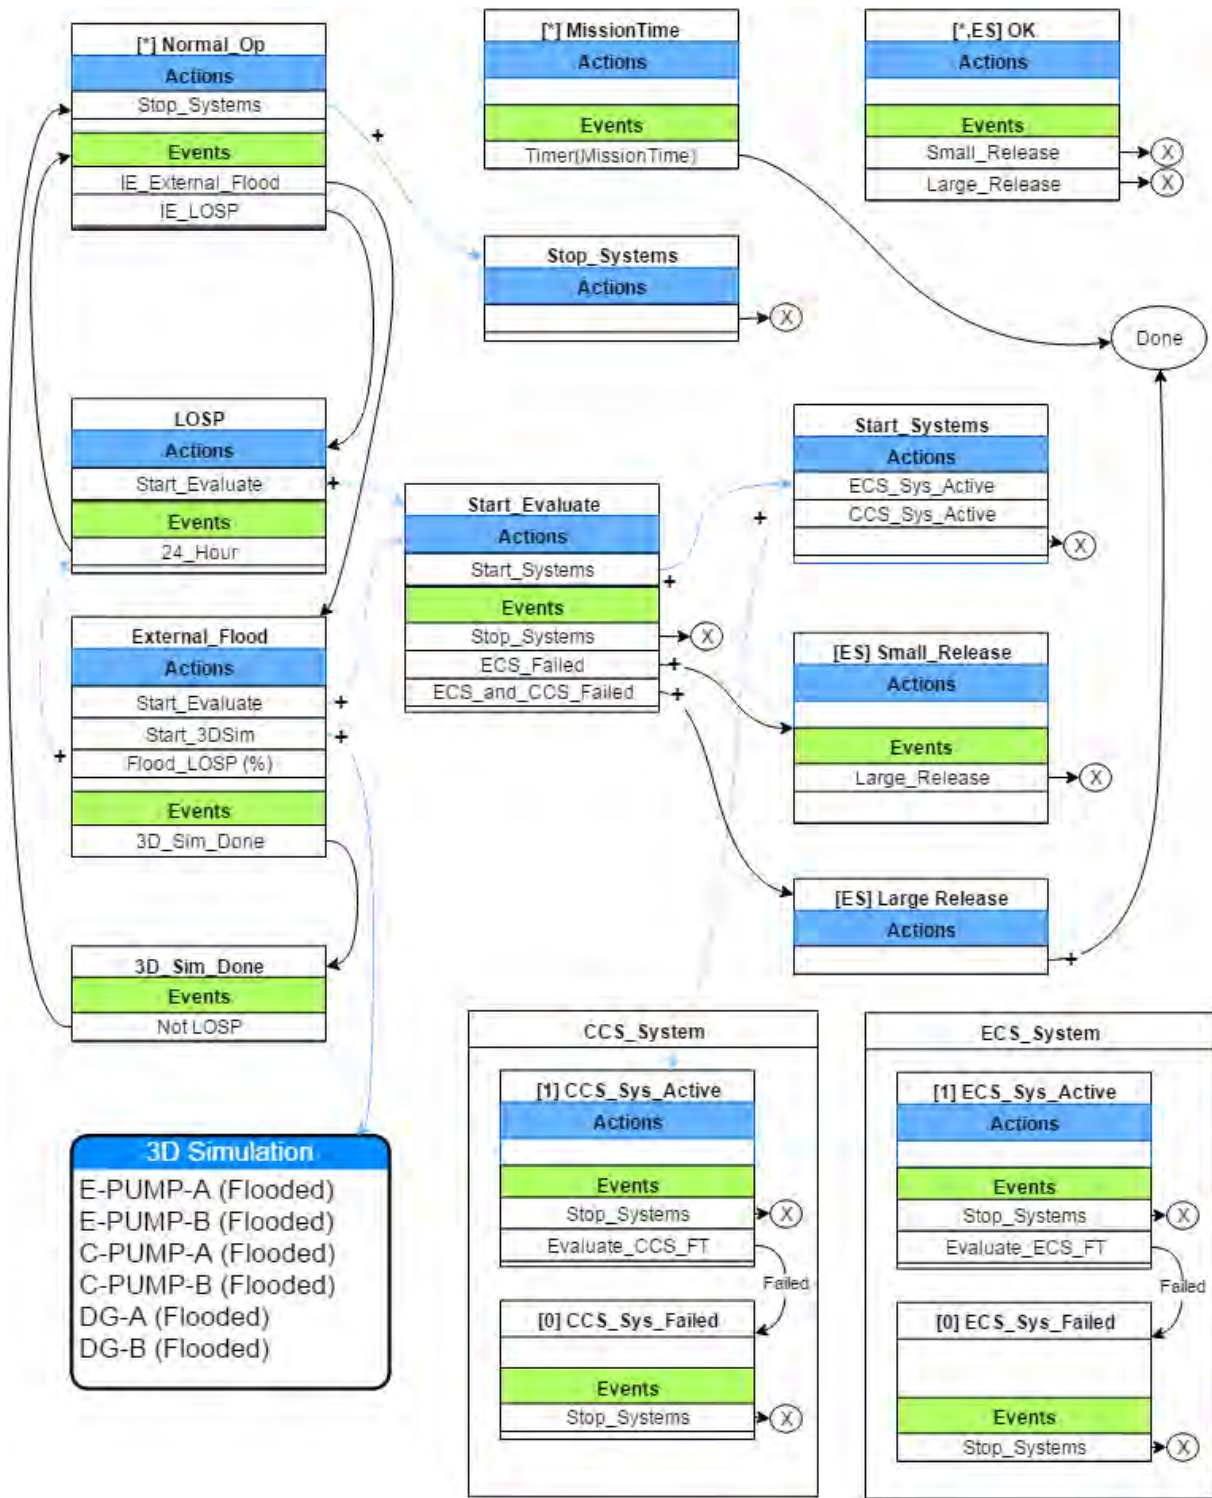 [*] Normal_Op
Actions
Stop_Systems
Events
IE_External_Flood
IE_LOSP
+
[*] MissionTime
Actions
Events
Timer(MissionTime)
[*,ES] OK
Actions
Events
Small_Release
X
Large_Release
X
Stop_Systems
Actions
X
Done
LOSP
Actions
Start_Evaluate
+
Events
24_Hour
Start_Evaluate
Actions
Start_Systems
+
Events
Stop_Systems
X
ECS_Failed
+
ECS_and_CCS_Failed
+
Start_Systems
Actions
ECS_Sys_Active
+
CCS_Sys_Active
X
External_Flood
Actions
Start_Evaluate
+
Start_3DSim
+
Flood_LOSP (%)
+
Events
3D_Sim_Done
[ES] Small_Release
Actions
Events
Large_Release
X
[ES] Large Release
Actions
+
3D_Sim_Done
Events
Not LOSP
3D Simulation
E-PUMP-A (Flooded)
E-PUMP-B (Flooded)
C-PUMP-A (Flooded)
C-PUMP-B (Flooded)
DG-A (Flooded)
DG-B (Flooded)
CCS_System
[1] CCS_Sys_Active
Actions
Events
Stop_Systems
X
Evaluate_CCS_FT
Failed
[0] CCS_Sys_Failed
Events
Stop_Systems
X
ECS_System
[1] ECS_Sys_Active
Actions
Events
Stop_Systems
X
Evaluate_ECS_FT
Failed
[0] ECS_Sys_Failed
Events
Stop_Systems
X